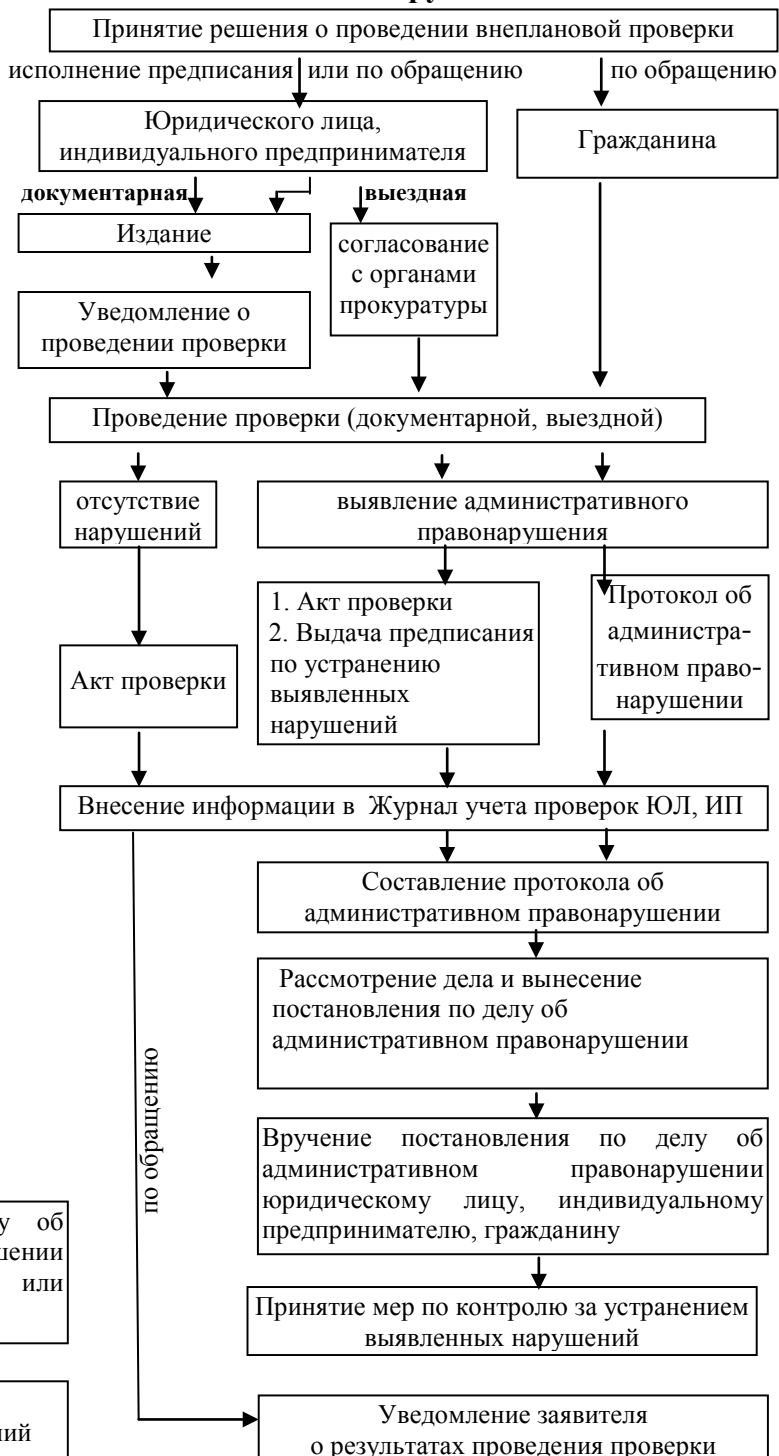 Принятие решения о проведении внеплановой проверки
исполнение предписания или по обращению
по обращению
Юридического лица,
индивидуального предпринимателя
Гражданина
документарная
выездная
Издание
согласование
с органами
прокуратуры
Уведомление о
проведении проверки
Проведение проверки (документарной, выездной)
отсутствие
нарушений
выявление административного
правонарушения
Акт проверки
1. Акт проверки
2. Выдача предписания
по устранению
выявленных
нарушений
Протокол об
администра-
тивном право-
нарушении
Внесение информации в Журнал учета проверок ЮЛ, ИП
Составление протокола об
административном правонарушении
Рассмотрение дела и вынесение
постановления по делу об
административном правонарушении
по обращению
Вручение постановления по делу об
административном правонарушении
юридическому лицу, индивидуальному
предпринимателю, гражданину
об
или
Принятие мер по контролю за устранением
выявленных нарушений
Уведомление заявителя
о результатах проведения проверки